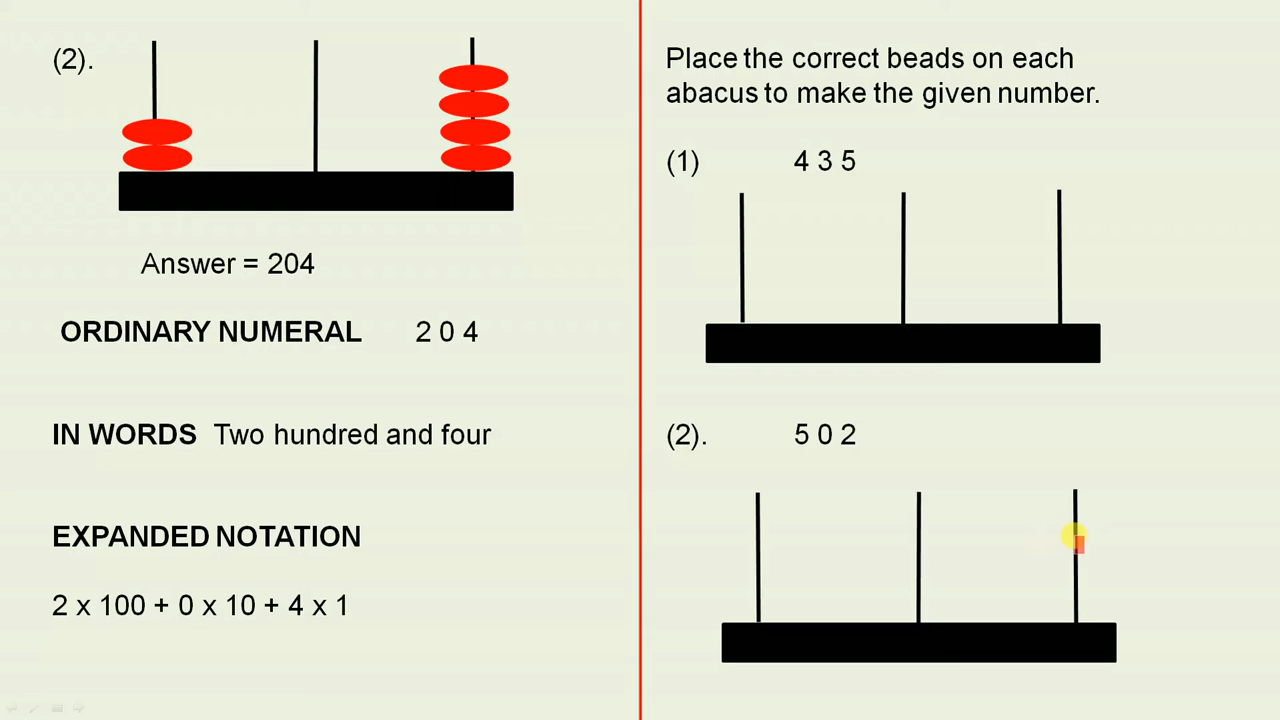 (2).
Answer = 204
ORDINARY NUMERAL 2 0 4
IN WORDS Two hundred and four
EXPANDED NOTATION
2 x 100 + 0 x 10 + 4 x 1
Place the correct beads on each
abacus to make the given number.
(1) 4 3 5
(2). 5 0 2